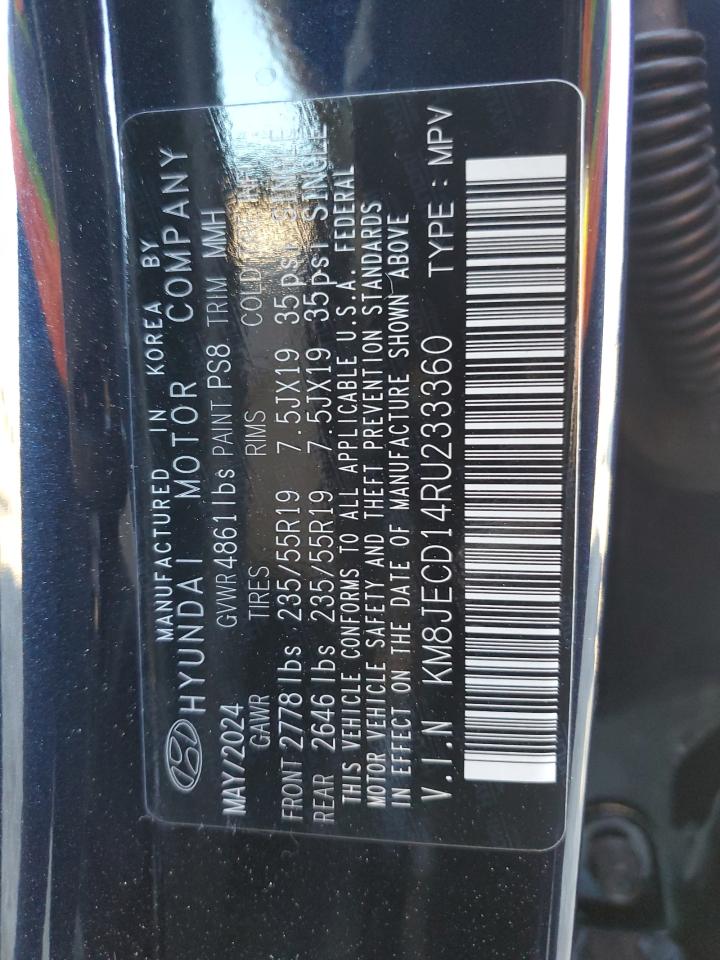 MANUFACTURED IN KOREA BY
HYUNDAI MOTOR COMPANY
MAY/2024 GVWR 4861 lbs PAINT PS8 TRIM MMH
GAWR TIRES RIMS COLD TIRE INF
FRONT 2778 lbs 235/55R19 7.5JX19 35psi SINGLE
REAR 2646 lbs 235/55R19 7.5JX19 35psi SINGLE
THIS VEHICLE CONFORMS TO ALL APPLICABLE U.S.A. FEDERAL
MOTOR VEHICLE SAFETY AND THEFT PREVENTION STANDARDS
IN EFFECT ON THE DATE OF MANUFACTURE SHOWN ABOVE
V.I.N KM8JECD14RU233360 TYPE : MPV